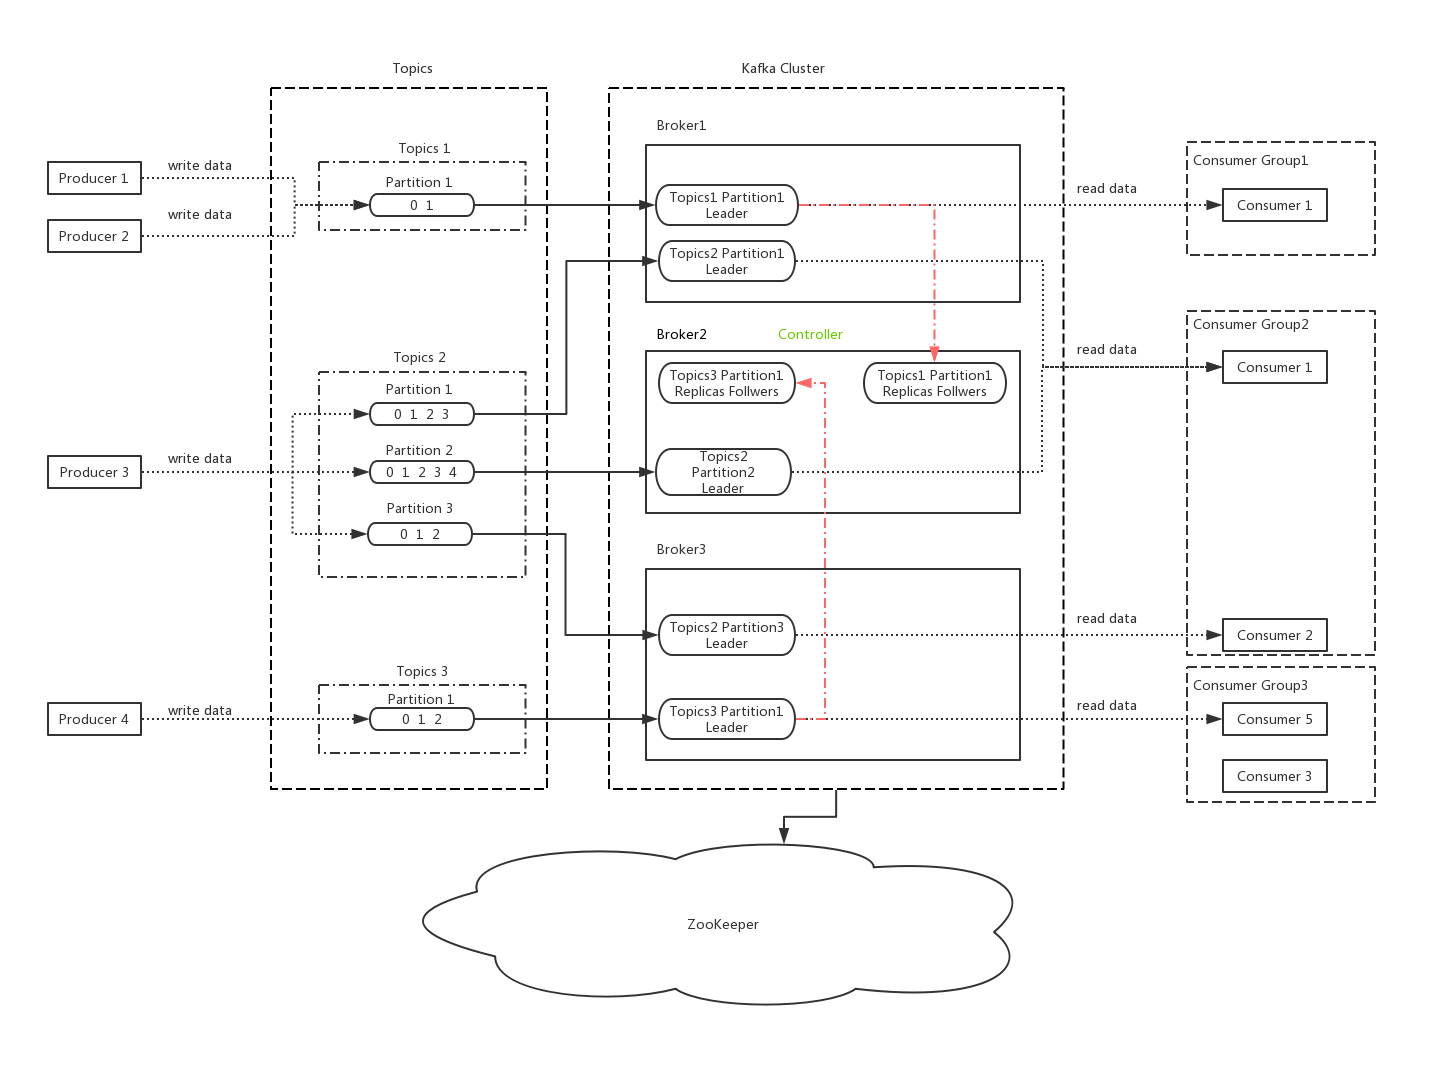 Topics
Kafka Cluster
Broker1
Topics 1
write data
Producer 1
Partition 1
0 1
Topics1 Partition1
Leader
read data
Consumer Group1
Consumer 1
write data
Producer 2
Topics2 Partition1
Leader
Broker2
Controller
Topics 2
Partition 1
0 1 2 3
Topics3 Partition1
Replicas Follwers
Topics1 Partition1
Replicas Follwers
read data
Consumer Group2
Consumer 1
Partition 2
0 1 2 3 4
write data
Producer 3
Topics2
Partition2
Leader
Partition 3
0 1 2
Broker3
Topics2 Partition3
Leader
read data
Consumer 2
Topics 3
Partition 1
0 1 2
write data
Producer 4
Topics3 Partition1
Leader
read data
Consumer Group3
Consumer 5
Consumer 3
ZooKeeper